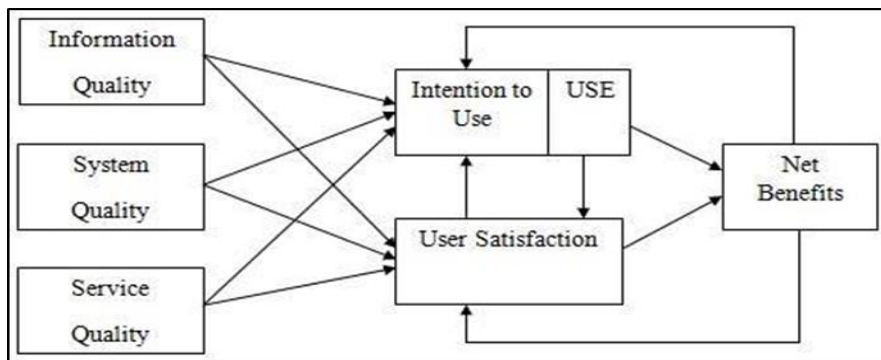 Information
Quality
System
Quality
Service
Quality
Intention to
Use
USE
User Satisfaction
Net
Benefits